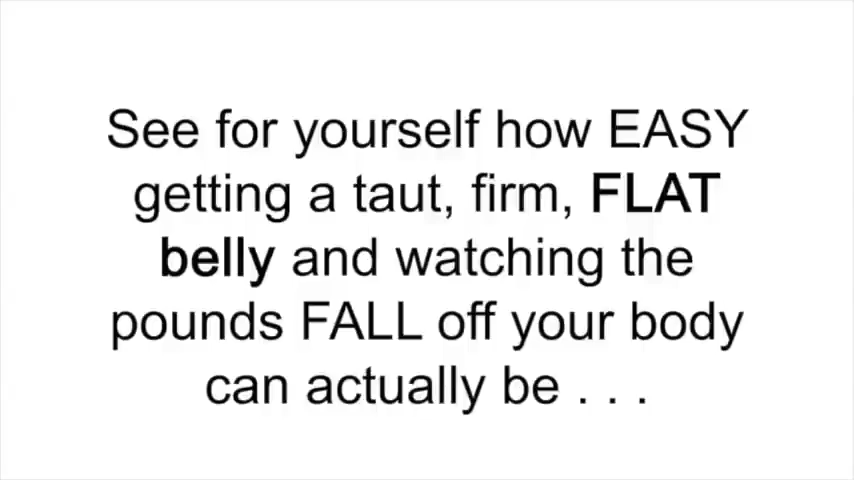 See for yourself how EASY
getting a taut, firm, FLAT
belly and watching the
pounds FALL off your body
can actually be . . .